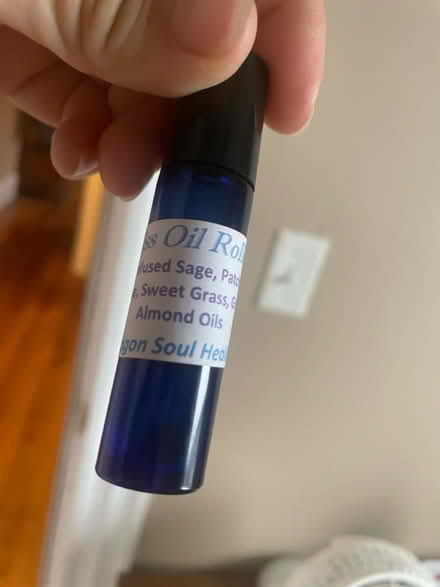 ss Oil Rol
fused Sage, Patc
, Sweet Grass,
Almond Oils
gon Soul Hea